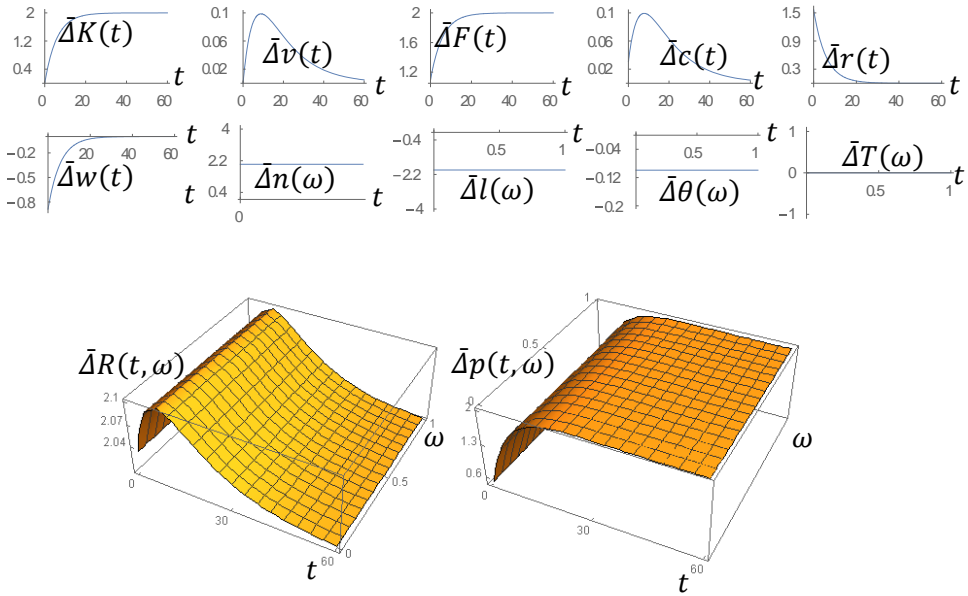 2 1.2 0.4 0 20 40 60 Δ̄K(t) t
0.1 0.06 0.02 0 20 40 60 Δ̄v(t) t
2 1.6 1.2 0 20 40 60 Δ̄F(t) t
0.1 0.06 0.02 0 20 40 60 Δ̄c(t) t
1.5 0.9 0.3 0 20 40 60 Δ̄r(t) t
−0.2 −0.5 −0.8 20 40 60 Δ̄w(t) t
4 2.2 0.4 0 Δ̄n(ω) t
−0.4 −2.2 −4 0.5 1 Δ̄l(ω) t
−0.04 −0.12 −0.2 0.5 1 Δ̄θ(ω) t
1 0 −1 0.5 1 Δ̄T(ω) t
Δ̄R(t, ω) 2.1 2.07 2.04 0 30 60 t 0 0.5 1 ω
Δ̄p(t, ω) 2 1.3 0.6 0 30 60 t 0 0.5 1 ω